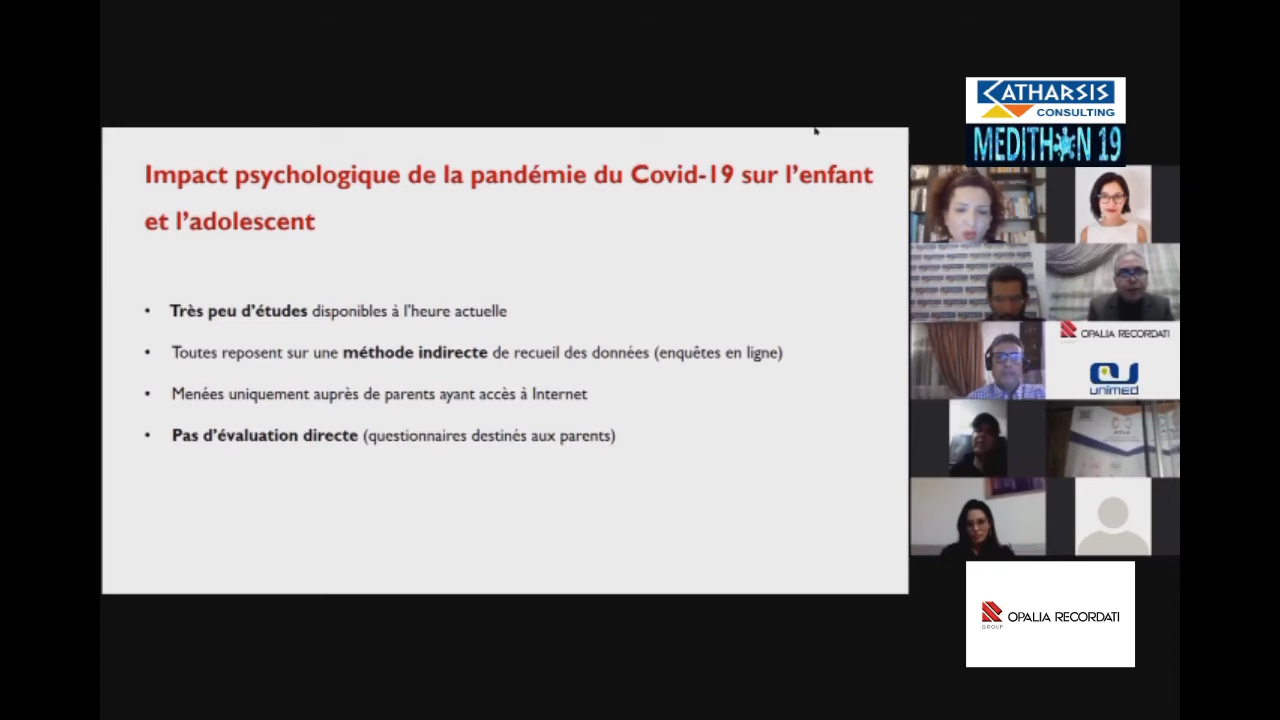 CATHARSIS
CONSULTING
MEDITHON 19
Impact psychologique de la pandémie du Covid-19 sur l’enfant
et l’adolescent
• Très peu d’études disponibles à l’heure actuelle
• Toutes reposent sur une méthode indirecte de recueil des données (enquêtes en ligne)
• Menées uniquement auprès de parents ayant accès à Internet
• Pas d’évaluation directe (questionnaires destinés aux parents)
OPALIA RECORDATI
unimed
OPALIA RECORDATI
GROUP